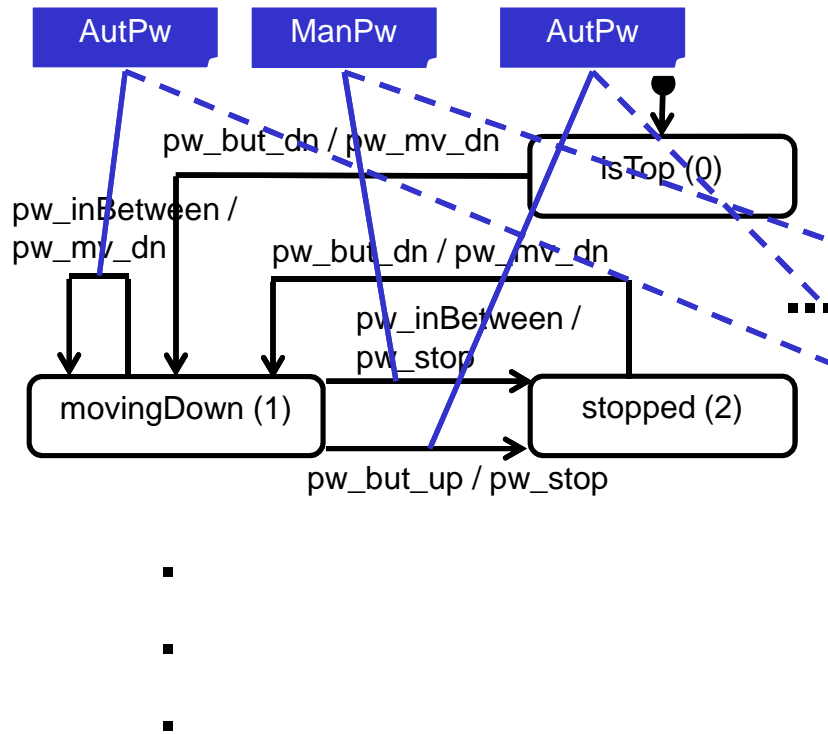 AutPw
ManPw
AutPw
pw_but_dn / pw_mv_dn
isTop (0)
pw_inBetween /
pw_mv_dn
pw_but_dn / pw_mv_dn
pw_inBetween /
pw_stop
movingDown (1)
stopped (2)
pw_but_up / pw_stop